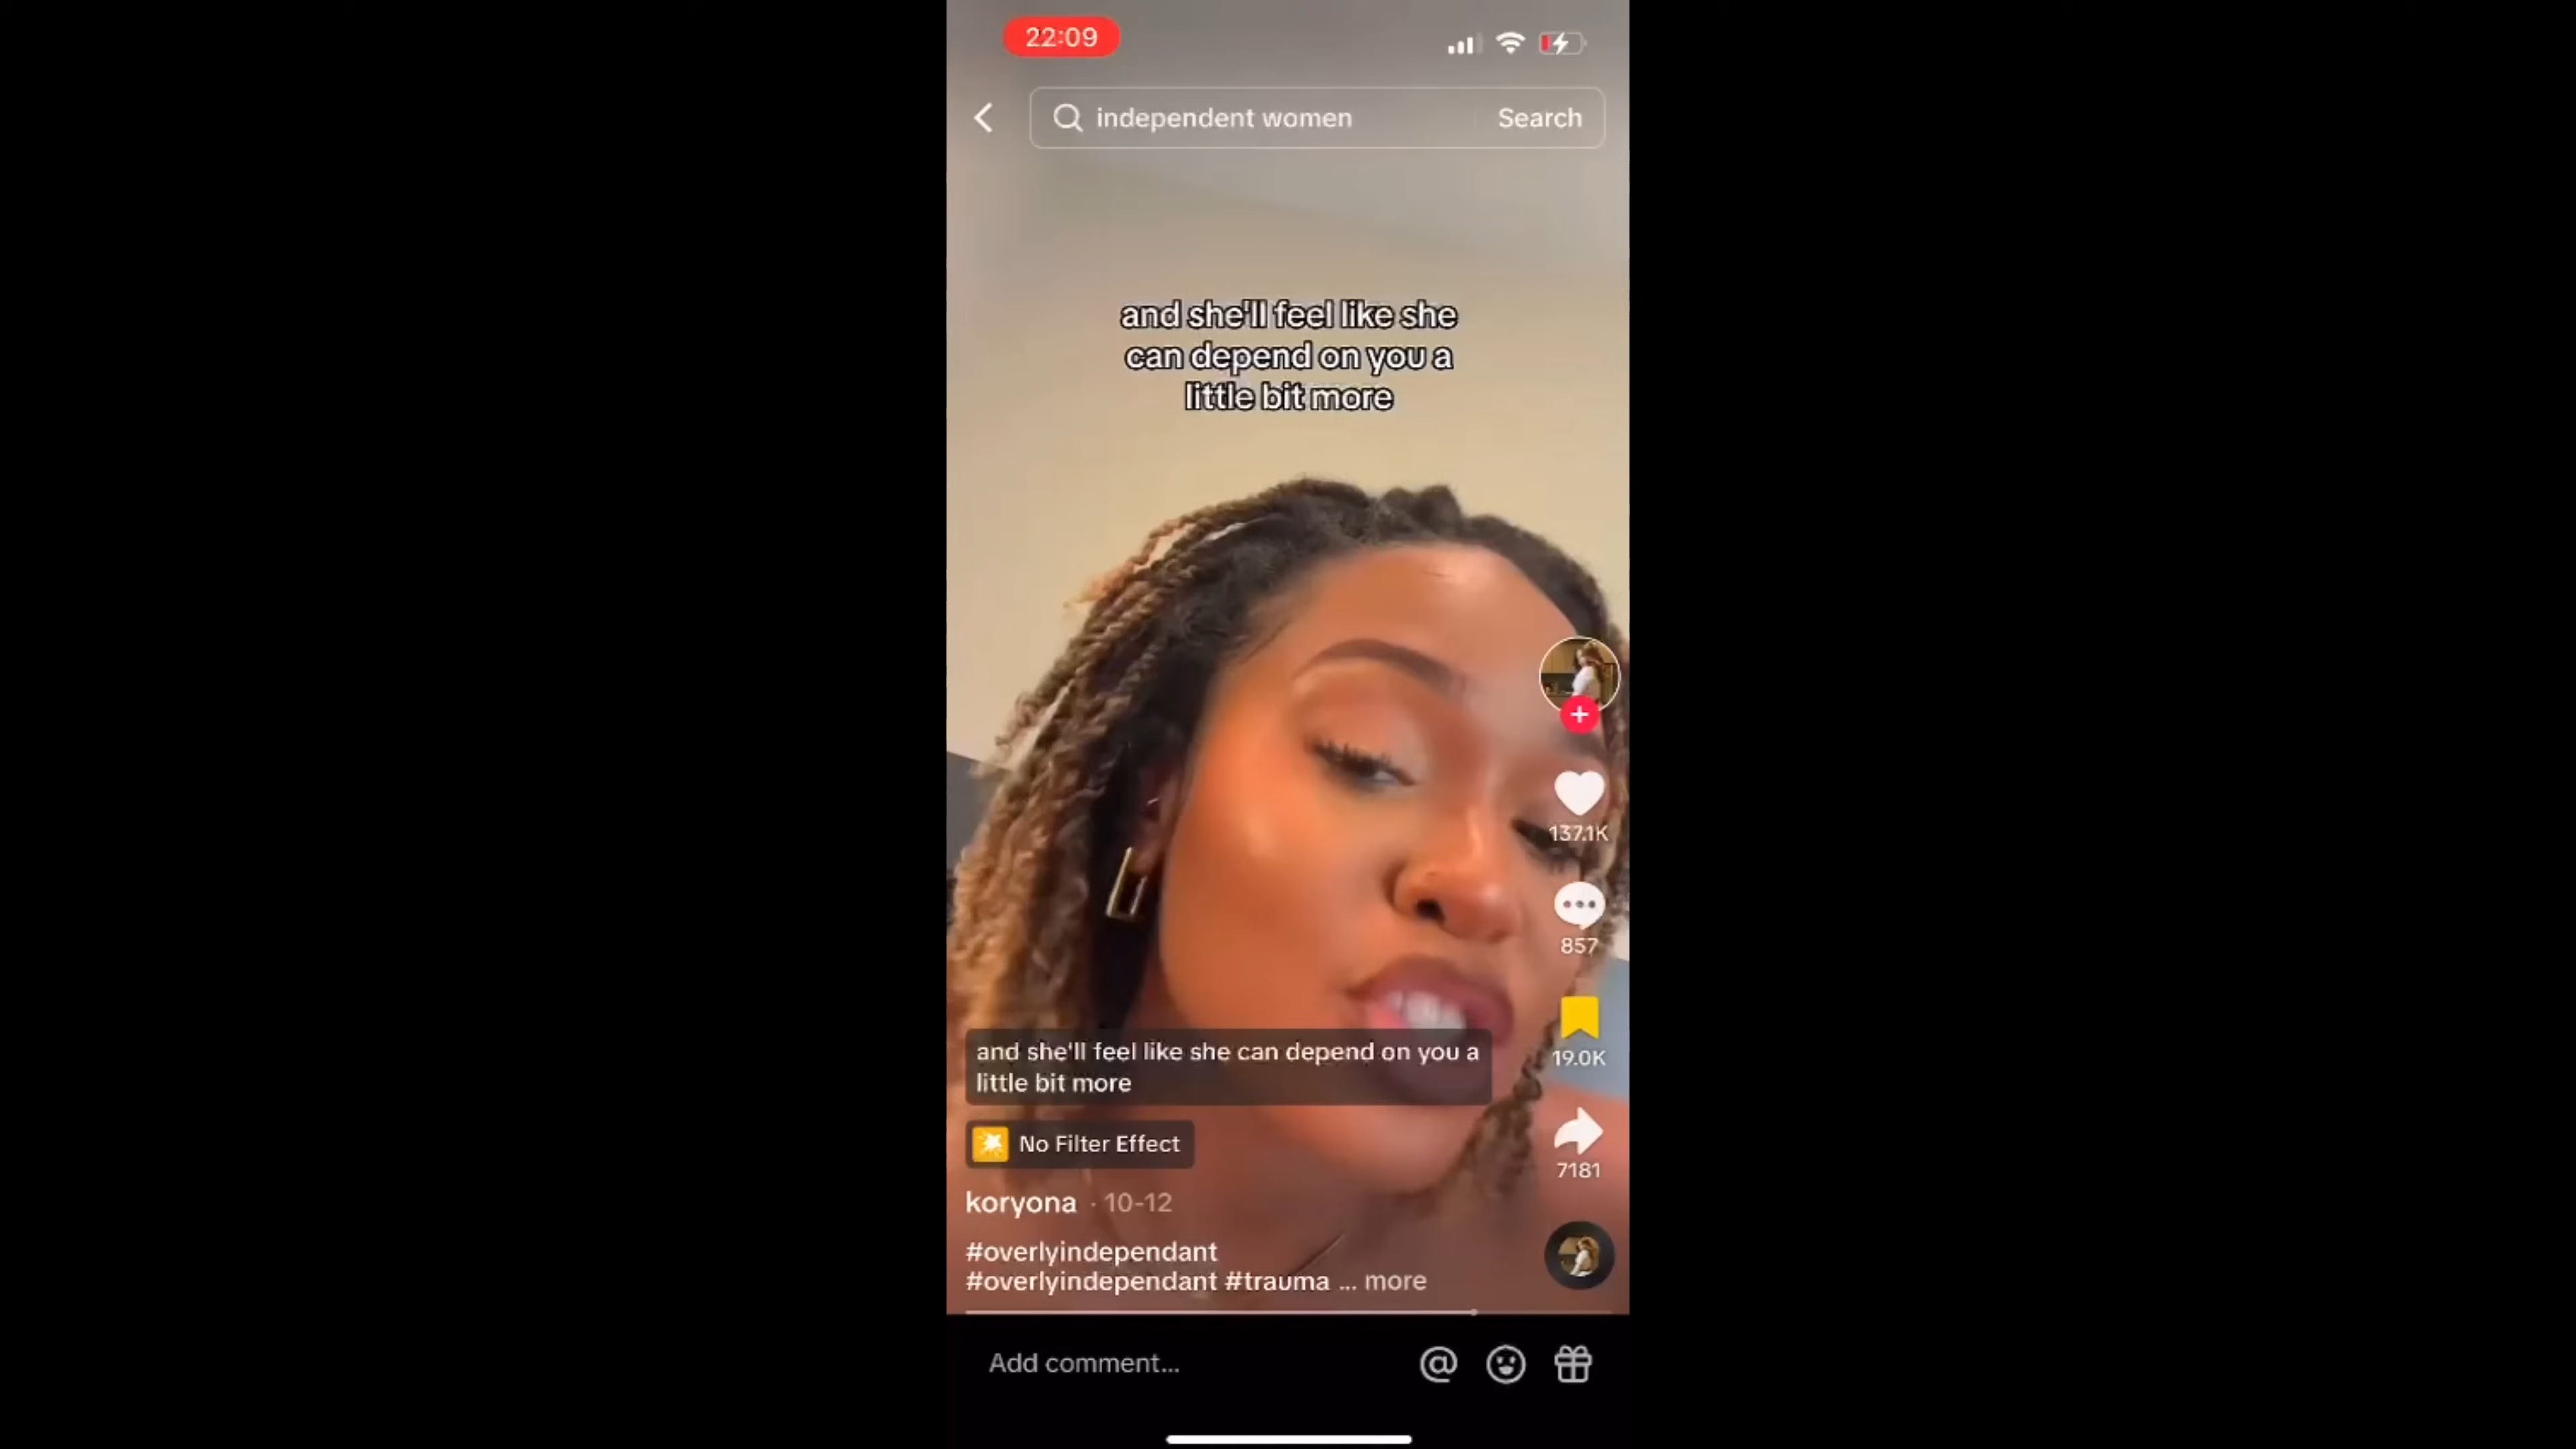 22:09
independent women
Search
and she'll feel like she
can depend on you a
little bit more
137.1K
857
and she'll feel like she can depend on you a
little bit more
19.0K
No Filter Effect
7181
koryona · 10-12
#overlyindependant
#overlyindependant #trauma ... more
Add comment...